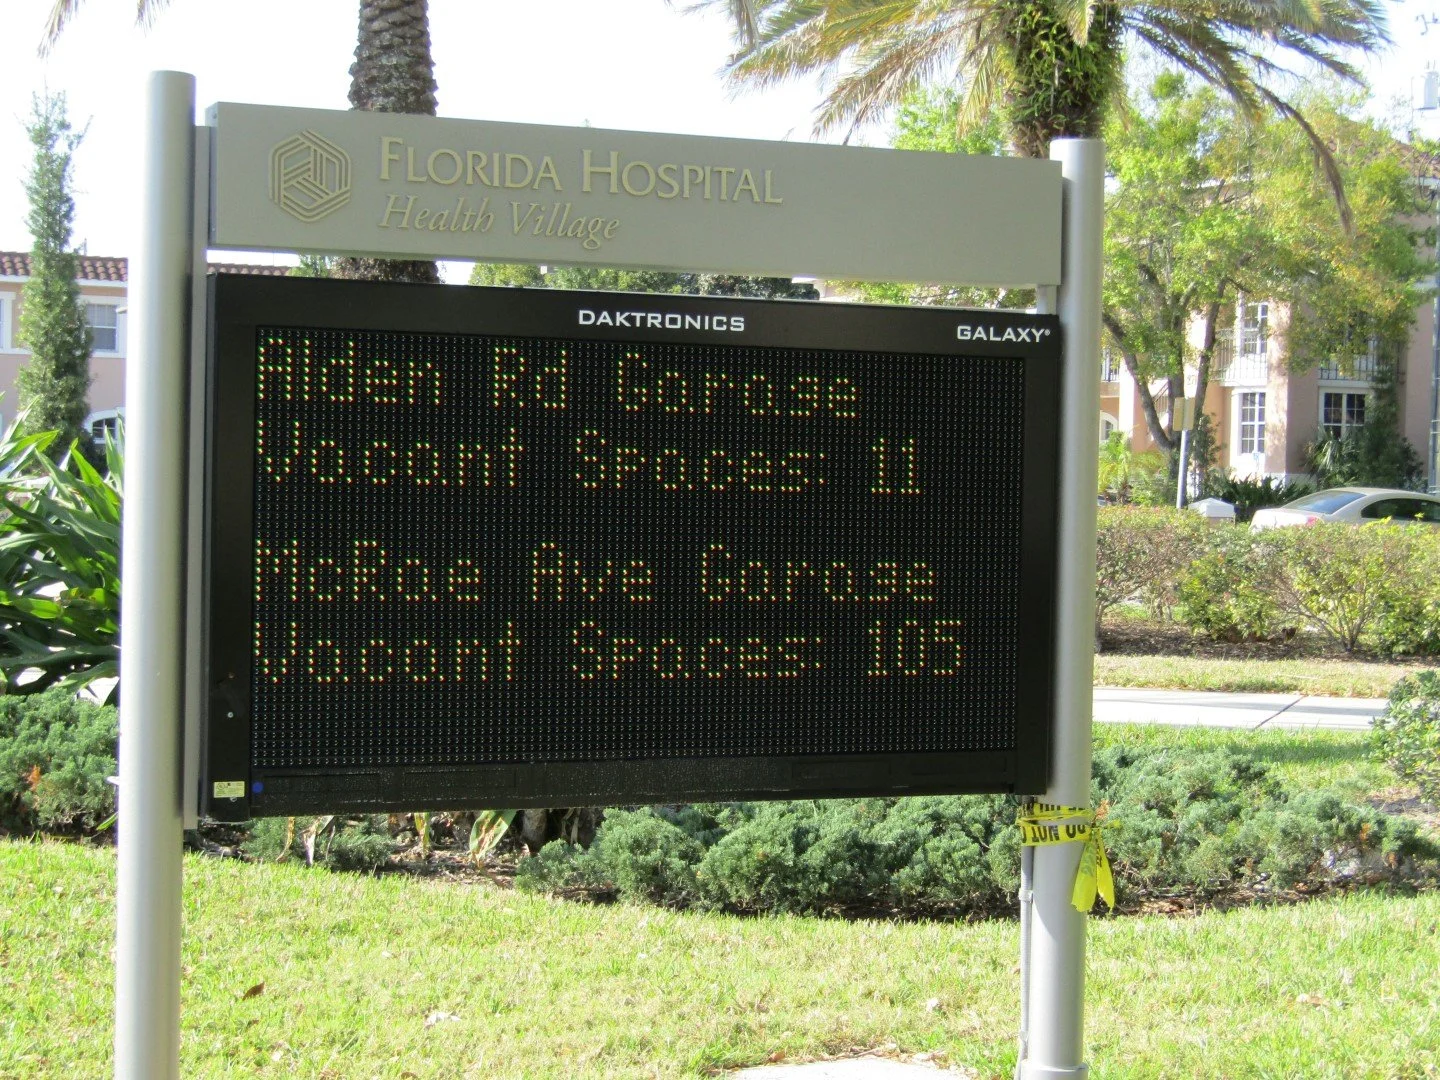 FLORIDA HOSPITAL
Health Village
DAKTRONICS
GALAXY®
Alden Rd Garage
Vacant Spaces: 11
McRae Ave Garage
Vacant Spaces: 105